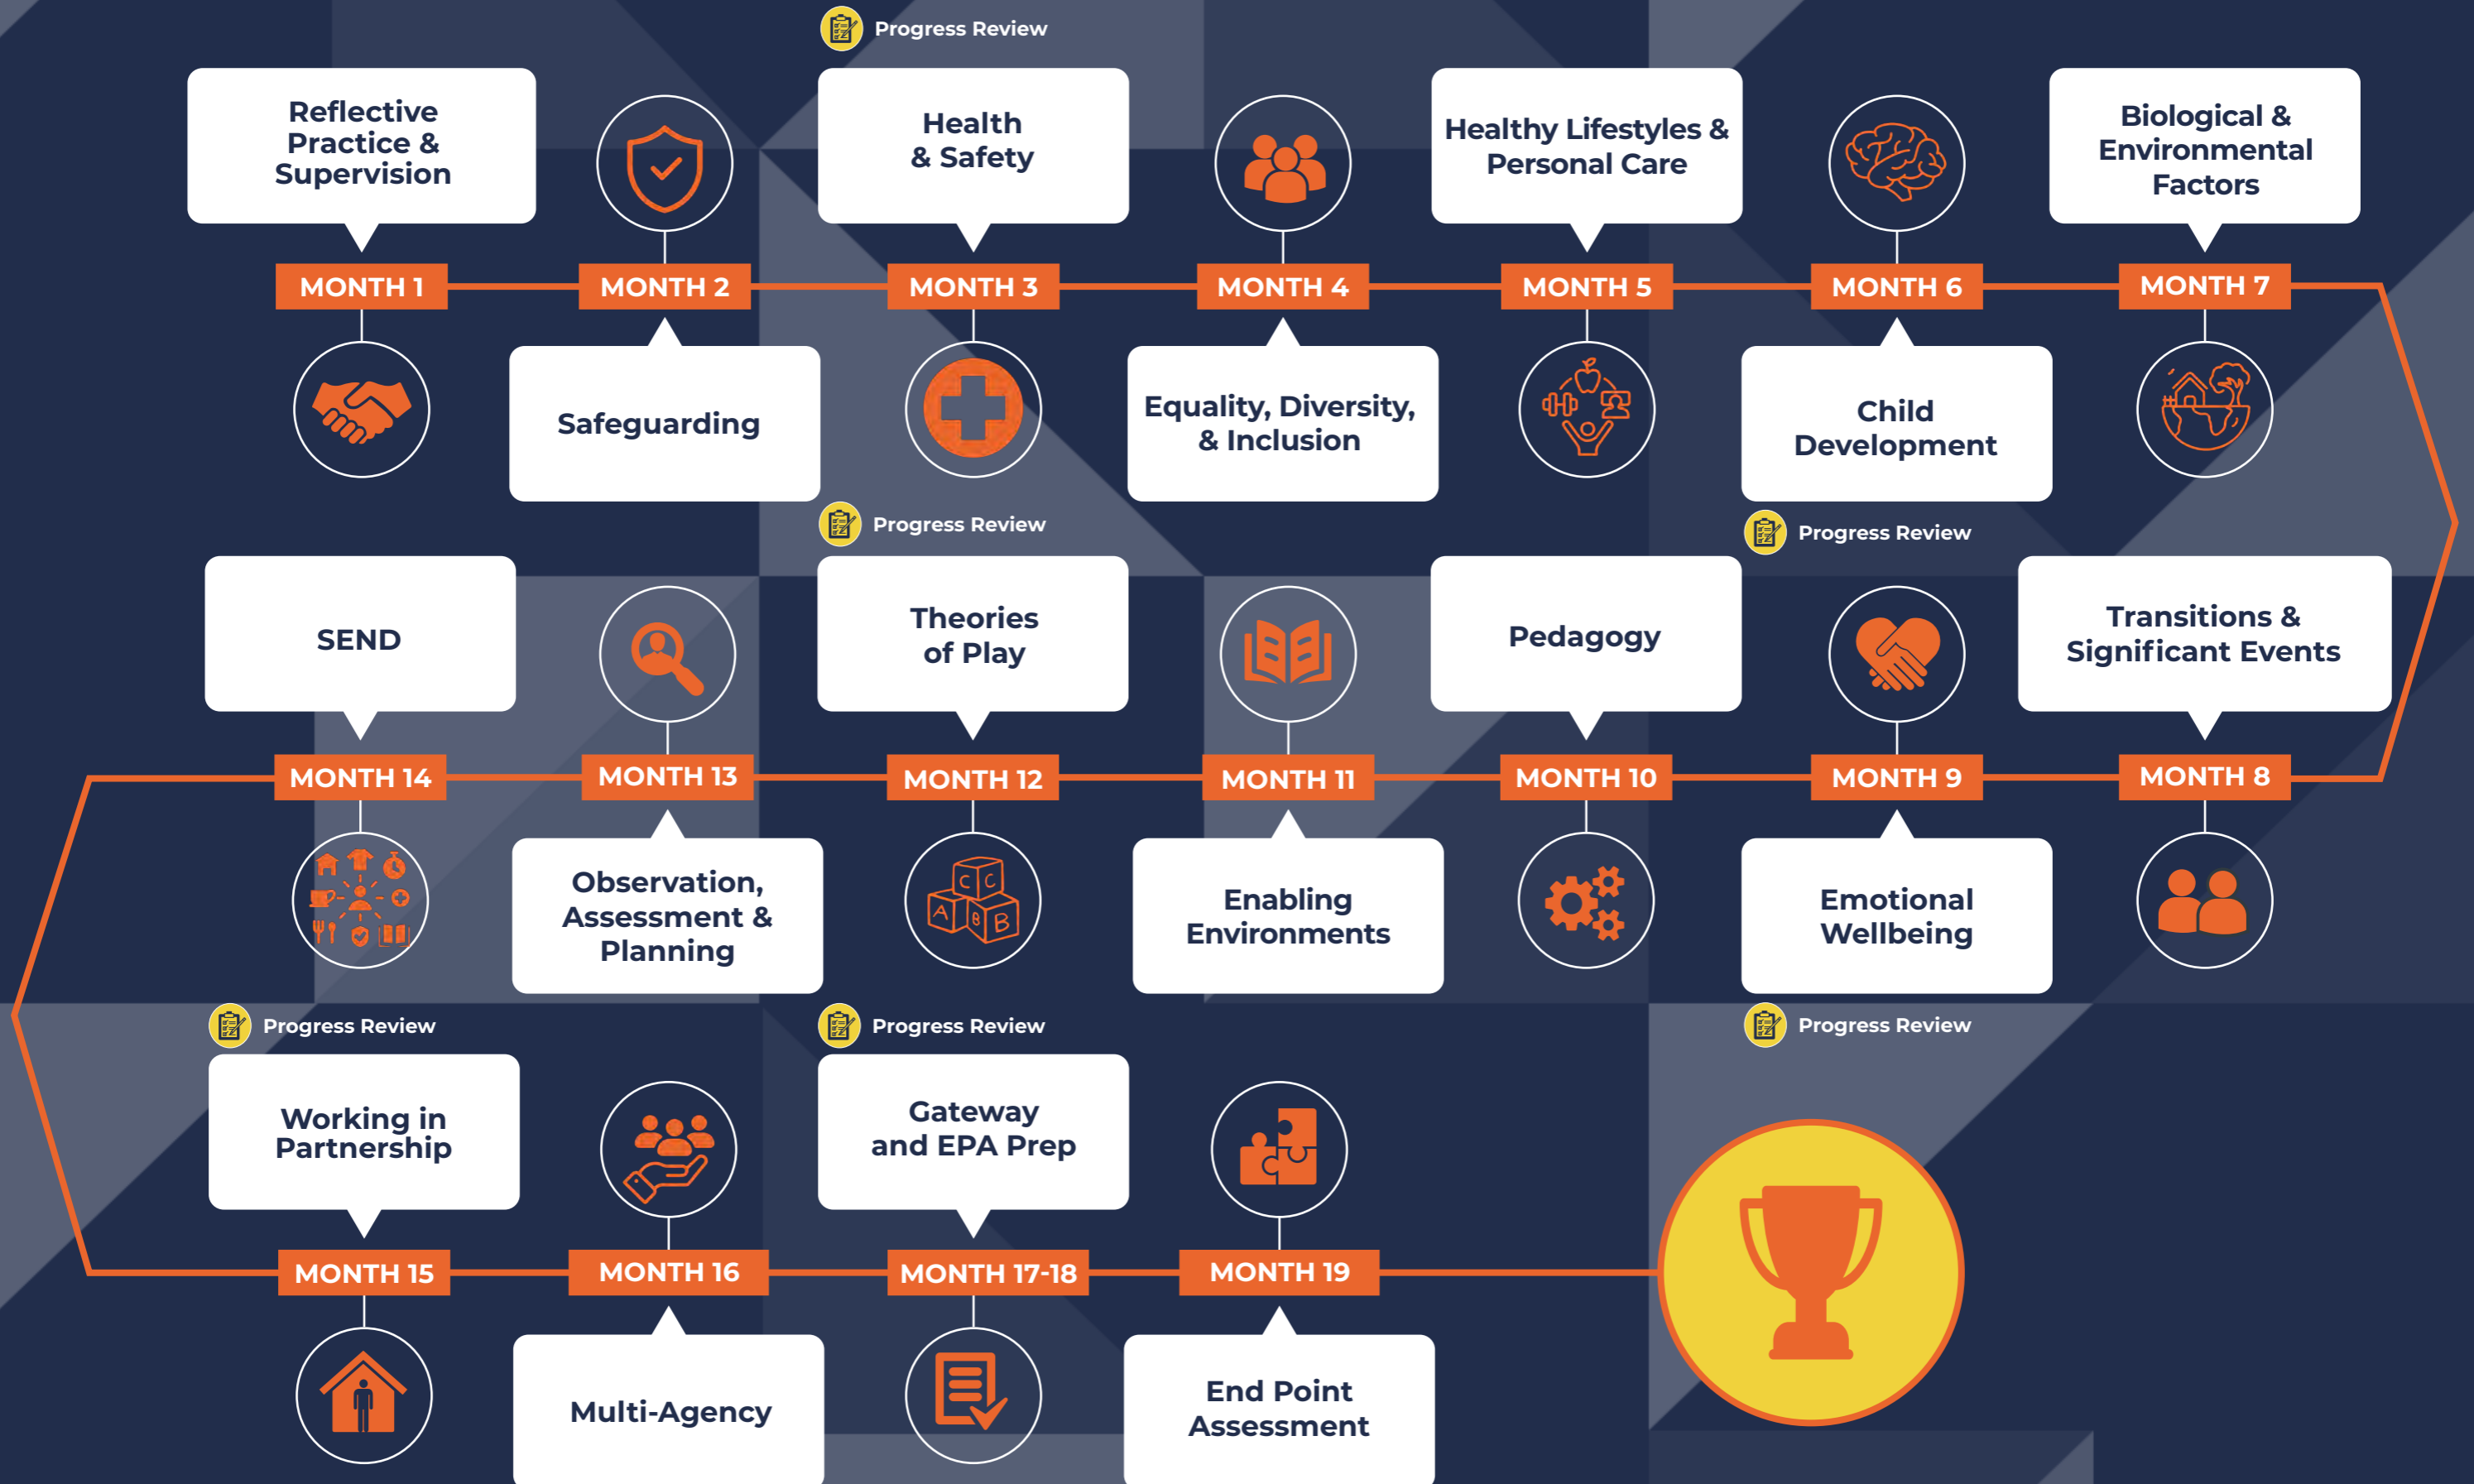 Progress Review
Reflective
Practice &
Supervision
Health
& Safety
Healthy Lifestyles &
Personal Care
Biological &
Environmental
Factors
MONTH 1
MONTH 2
MONTH 3
MONTH 4
MONTH 5
MONTH 6
MONTH 7
Safeguarding
Equality, Diversity,
& Inclusion
Child
Development
Progress Review
Progress Review
SEND
Theories
of Play
Pedagogy
Transitions &
Significant Events
MONTH 14
MONTH 13
MONTH 12
MONTH 11
MONTH 10
MONTH 9
MONTH 8
Observation,
Assessment &
Planning
C C
A B B
Enabling
Environments
Emotional
Wellbeing
Progress Review
Progress Review
Progress Review
Working in
Partnership
Gateway
and EPA Prep
MONTH 15
MONTH 16
MONTH 17-18
MONTH 19
Multi-Agency
End Point
Assessment